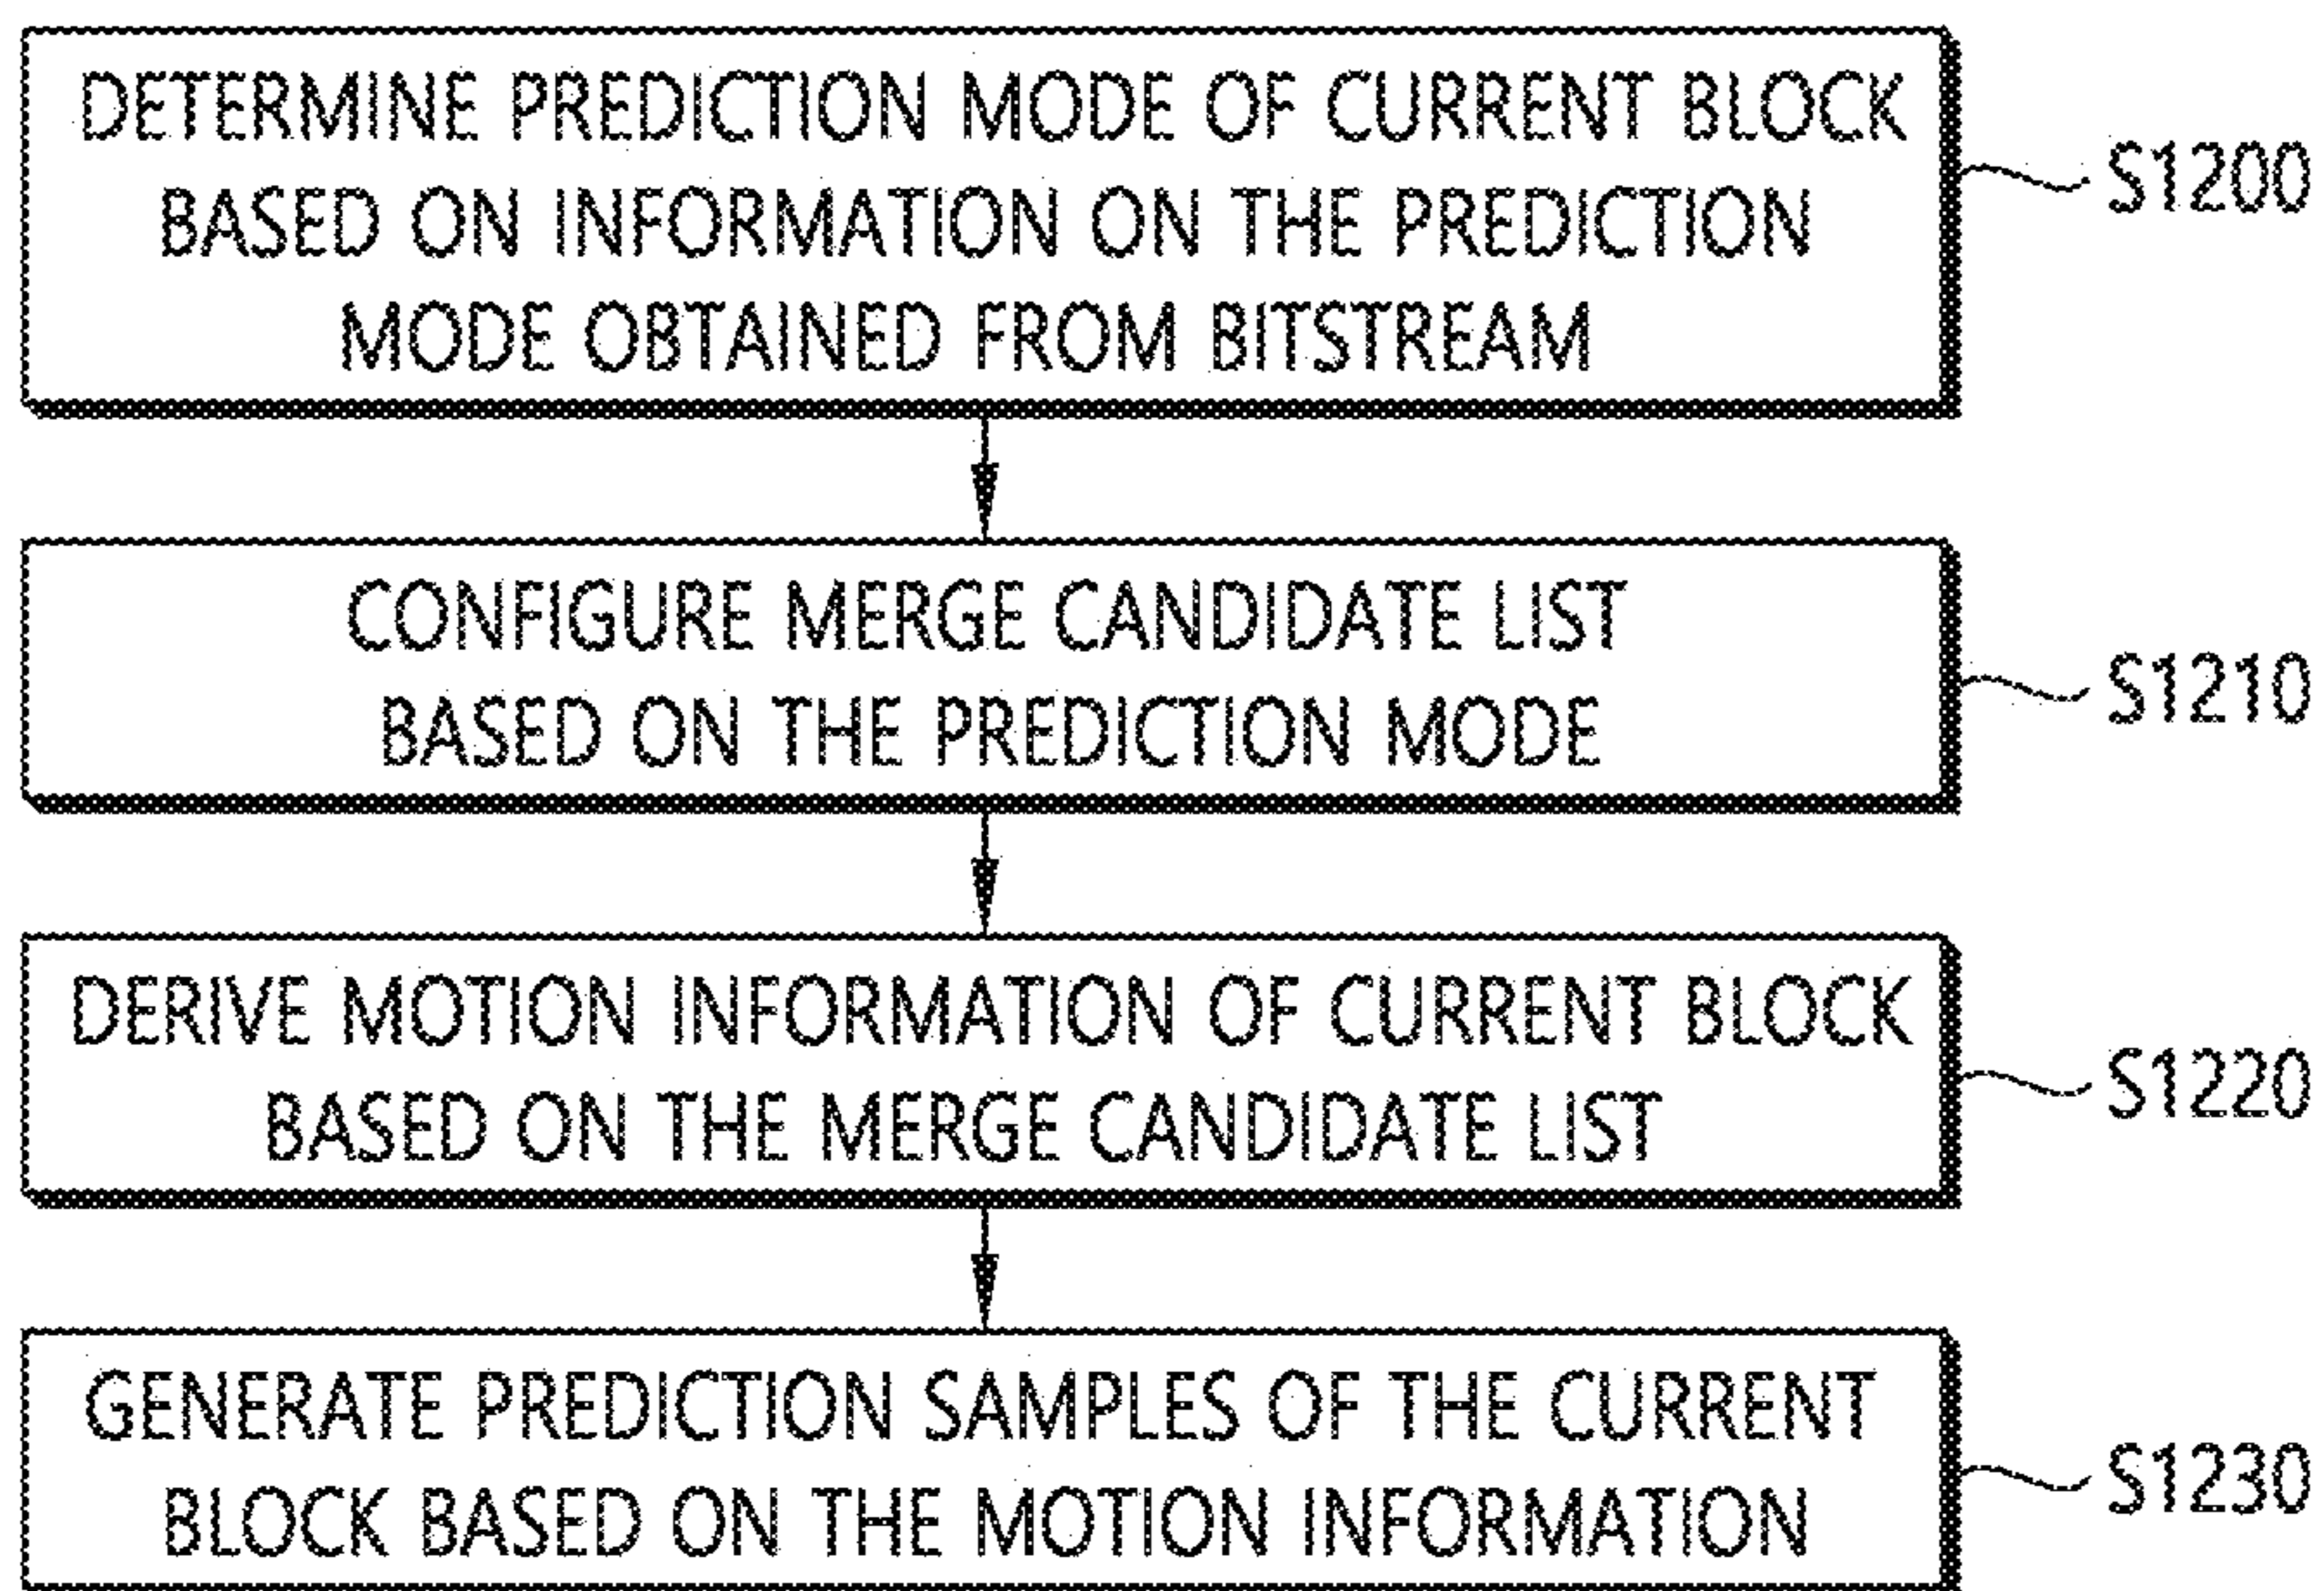 DETERMINE PREDICTION MODE OF CURRENT BLOCK
BASED ON INFORMATION ON THE PREDICTION
MODE OBTAINED FROM BITSTREAM
S1200
CONFIGURE MERGE CANDIDATE LIST
BASED ON THE PREDICTION MODE
S1210
DERIVE MOTION INFORMATION OF CURRENT BLOCK
BASED ON THE MERGE CANDIDATE LIST
S1220
GENERATE PREDICTION SAMPLES OF THE CURRENT
BLOCK BASED ON THE MOTION INFORMATION
S1230